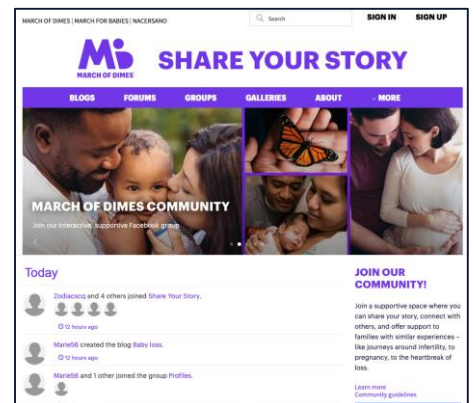 MARCH OF DIMES | MARCH FOR BABIES | NACERSANO
Search
SIGN IN SIGN UP
MARCH OF DIMES
SHARE YOUR STORY
BLOGS FORUMS GROUPS GALLERIES ABOUT - MORE
MARCH OF DIMES COMMUNITY
Join our interactive, supportive Facebook group
Today
Zodiacxcq and 4 others joined Share Your Story.
12 hours ago
Marie56 created the blog Baby loss.
12 hours ago
Marie56 and 1 other joined the group Profiles.
JOIN OUR
COMMUNITY!
Join a supportive space where you
can share your story, connect with
others, and offer support to
families with similar experiences –
like journeys around infertility, to
pregnancy, to the heartbreak of
loss.
Learn more
Community guidelines